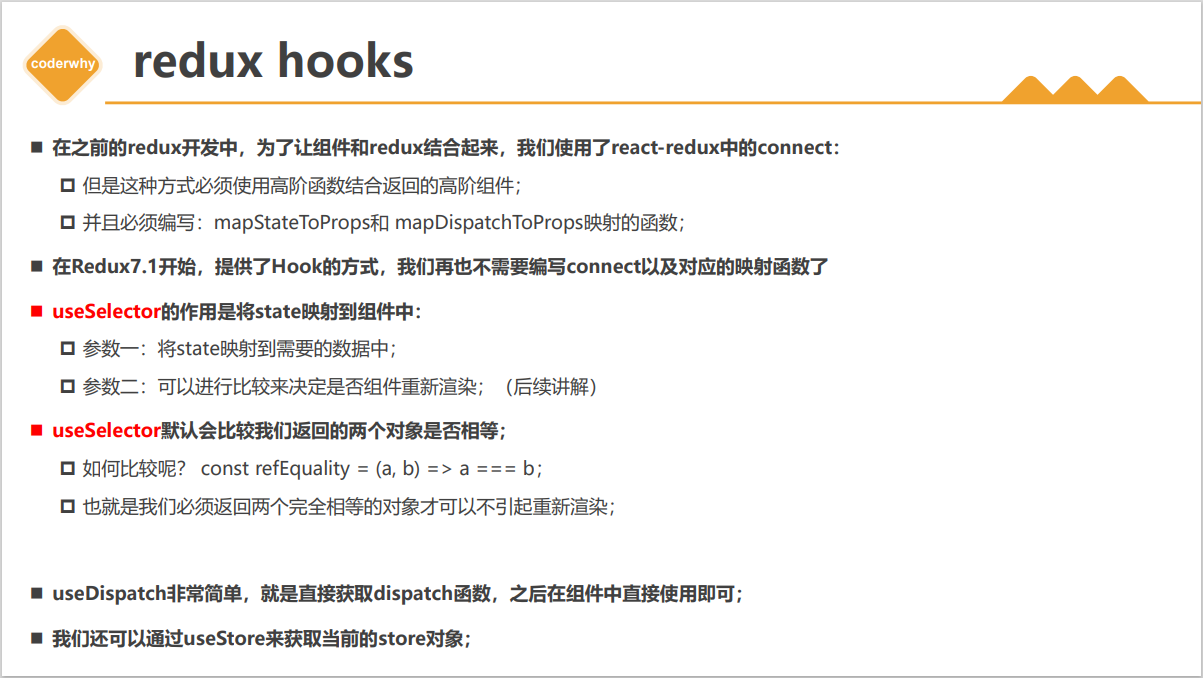 coderwhy
redux hooks
在之前的redux开发中，为了让组件和redux结合起来，我们使用了react-redux中的connect：
但是这种方式必须使用高阶函数结合返回的高阶组件；
并且必须编写：mapStateToProps和 mapDispatchToProps映射的函数；
在Redux7.1开始，提供了Hook的方式，我们再也不需要编写connect以及对应的映射函数了
useSelector的作用是将state映射到组件中：
参数一：将state映射到需要的数据中；
参数二：可以进行比较来决定是否组件重新渲染；（后续讲解）
useSelector默认会比较我们返回的两个对象是否相等；
如何比较呢？ const refEquality = (a, b) => a === b；
也就是我们必须返回两个完全相等的对象才可以不引起重新渲染；
useDispatch非常简单，就是直接获取dispatch函数，之后在组件中直接使用即可；
我们还可以通过useStore来获取当前的store对象；